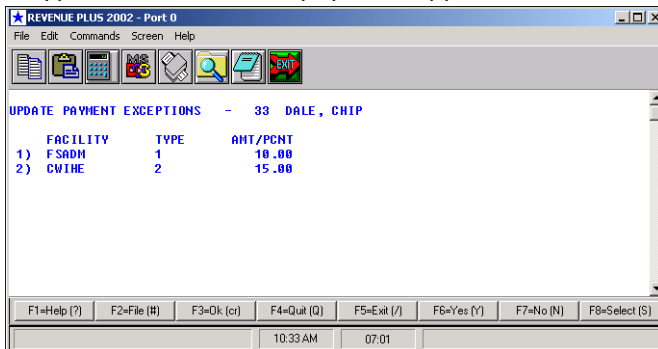 REVENUE PLUS 2002 - Port 0
File Edit Commands Screen Help
MS DOS EXIT
UPDATE PAYMENT EXCEPTIONS - 33 DALE, CHIP
FACILITY TYPE AMT/PCNT
1) FSADM 1 10.00
2) CWIHE 2 15.00
F1=Help (?) F2=File (#) F3=Ok (cr) F4=Quit (Q) F5=Exit (/) F6=Yes (Y) F7=No (N) F8=Select (S)
10:33 AM 07:01